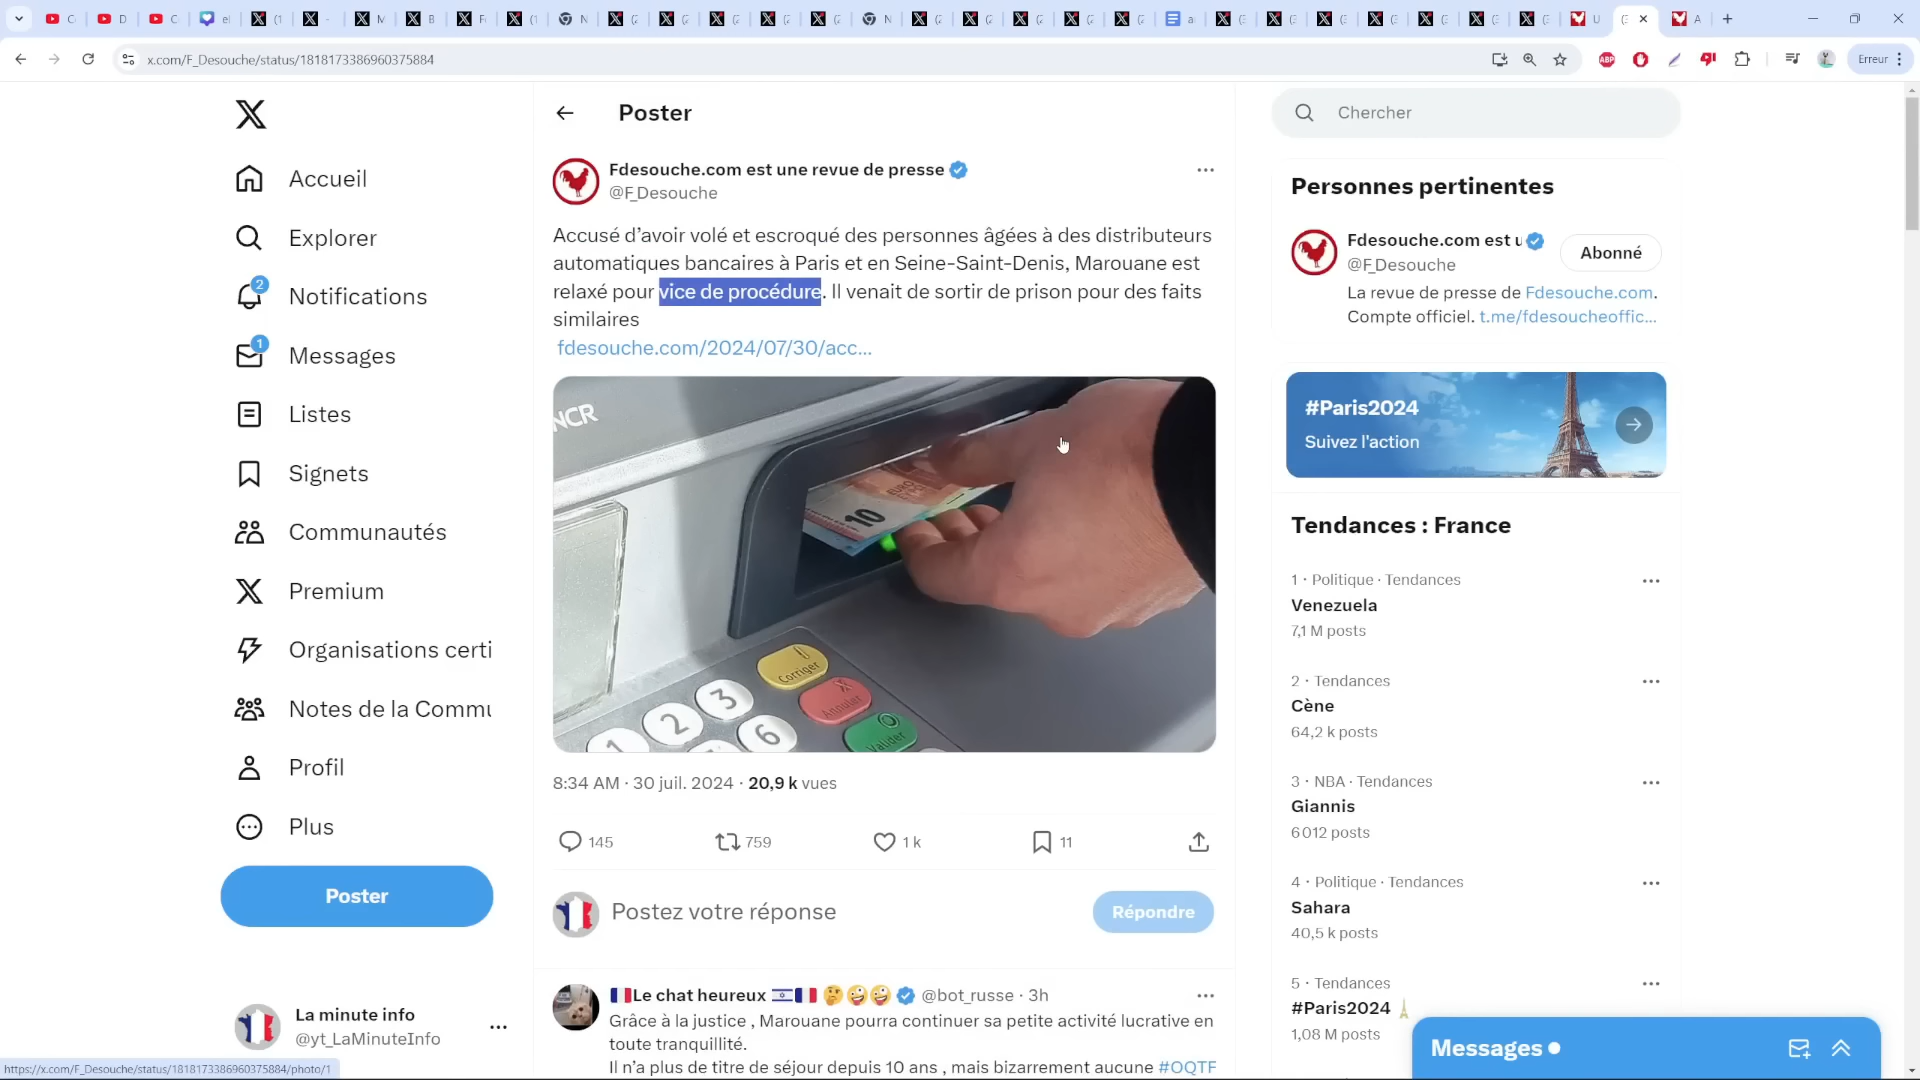 x.com/F_Desouche/status/1818173386960375884
Erreur
Accueil
Explorer
2
Notifications
1
Messages
Listes
Signets
Communautés
Premium
Organisations certi
Notes de la Commu
Profil
Plus
Poster
La minute info
@yt_LaMinuteInfo
https://x.com/F_Desouche/status/1818173386960375884/photo/1
Poster
Fdesouche.com est une revue de presse
@F_Desouche
Accusé d’avoir volé et escroqué des personnes âgées à des distributeurs
automatiques bancaires à Paris et en Seine-Saint-Denis, Marouane est
relaxé pour vice de procédure. Il venait de sortir de prison pour des faits
similaires
fdesouche.com/2024/07/30/acc…
NCR
EURO
10
Corriger
Annuler
Valider
1 2 3
6
8:34 AM · 30 juil. 2024 · 20,9 k vues
145 759 1 k 11
Postez votre réponse
Répondre
Le chat heureux @bot_russe · 3h
Grâce à la justice , Marouane pourra continuer sa petite activité lucrative en
toute tranquillité.
Il n’a plus de titre de séjour depuis 10 ans , mais bizarrement aucune #OQTF
Chercher
Personnes pertinentes
Fdesouche.com est u
@F_Desouche
Abonné
La revue de presse de Fdesouche.com.
Compte officiel. t.me/fdesoucheoffic…
#Paris2024
Suivez l'action
Tendances : France
1 · Politique · Tendances
Venezuela
7,1 M posts
2 · Tendances
Cène
64,2 k posts
3 · NBA · Tendances
Giannis
6 012 posts
4 · Politique · Tendances
Sahara
40,5 k posts
5 · Tendances
#Paris2024
1,08 M posts
Messages